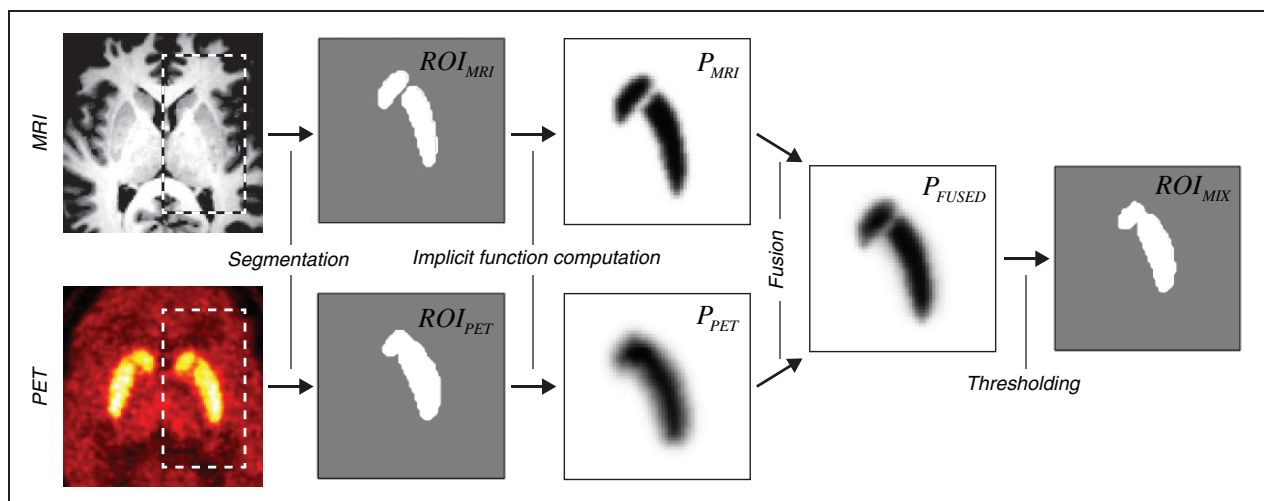 MRI
ROI_MRI
P_MRI
Segmentation
Implicit function computation
Fusion
P_FUSED
ROI_MIX
PET
ROI_PET
P_PET
Thresholding